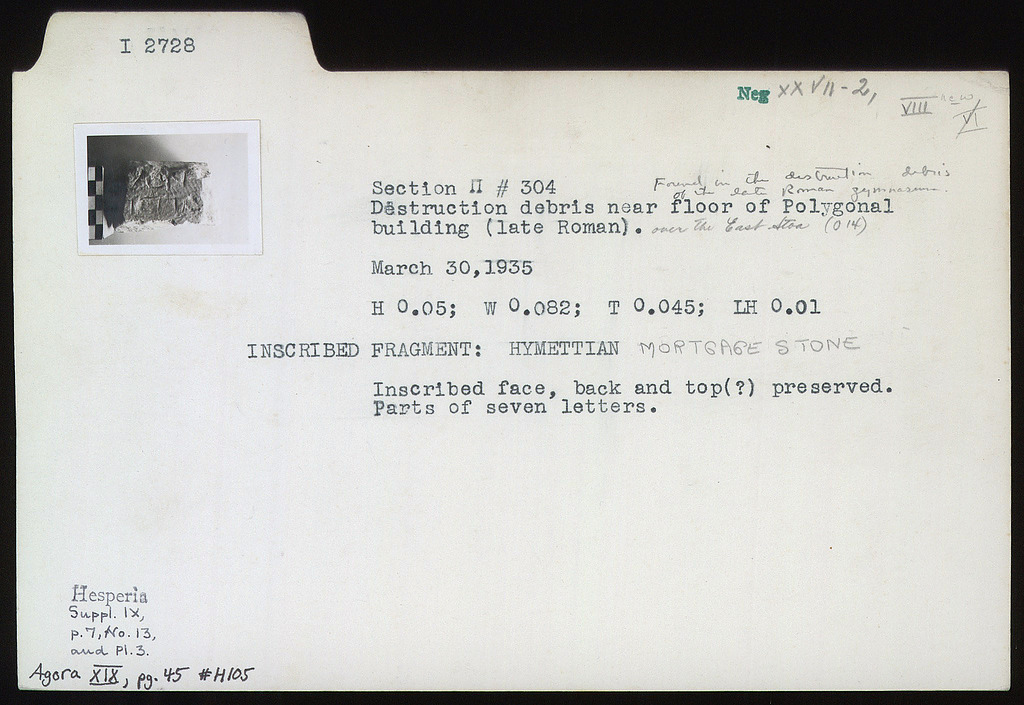 I 2728
Neg XXVII-2,
VIII new VI
Section Π # 304
Found in the destruction debris
of the late Roman gymnasium.
Destruction debris near floor of Polygonal
building (late Roman). over the East Stoa (O 14)
March 30,1935
H 0.05; W 0.082; T 0.045; LH 0.01
INSCRIBED FRAGMENT: HYMETTIAN MORTGAGE STONE
Inscribed face, back and top(?) preserved.
Parts of seven letters.
Hesperia
Suppl. IX,
p.7, No. 13,
and Pl.3.
Agora XIX, pg. 45 #H105